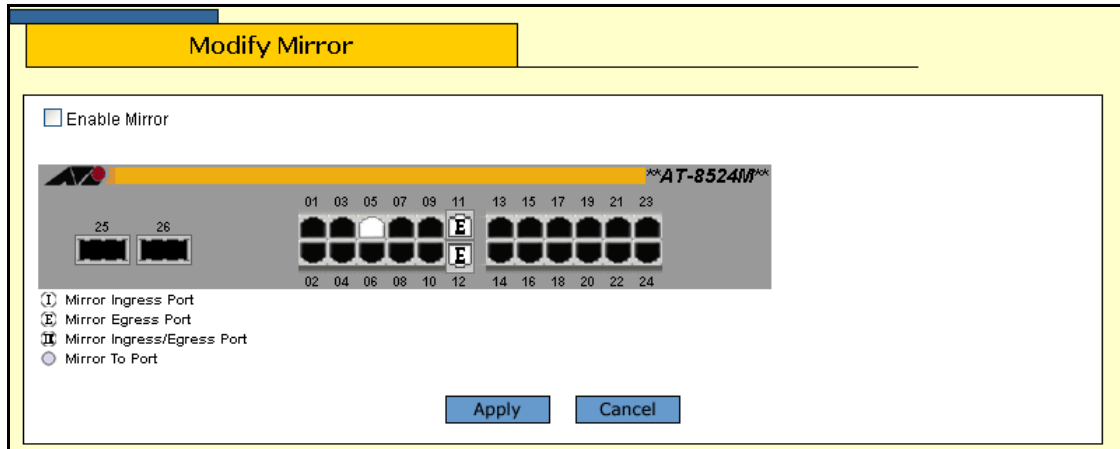 Modify Mirror
Enable Mirror
**AT-8524M**
01 03 05 07 09 11 13 15 17 19 21 23
25 26
E
E
02 04 06 08 10 12 14 16 18 20 22 24
I Mirror Ingress Port
E Mirror Egress Port
II Mirror Ingress/Egress Port
Mirror To Port
Apply Cancel